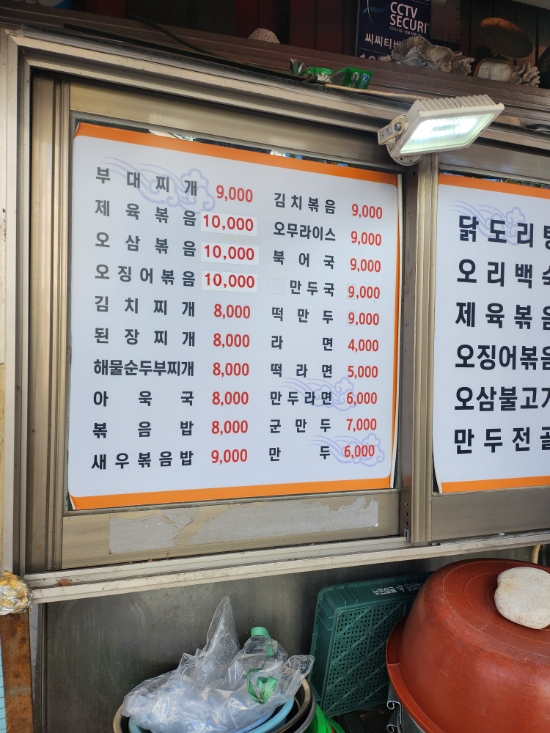 CCTV
SECURI
씨씨티
부대찌개 9,000
제육볶음 10,000
오삼볶음 10,000
오징어볶음 10,000
김치찌개 8,000
된장찌개 8,000
해물순두부찌개 8,000
아욱국 8,000
볶음밥 8,000
새우볶음밥 9,000
김치볶음 9,000
오무라이스 9,000
북어국 9,000
만두국 9,000
떡만두 9,000
라면 4,000
떡라면 5,000
만두라면 6,000
군만두 7,000
만두 6,000
닭도리탕
오리백숙
제육볶음
오징어볶음
오삼불고기
만두전골